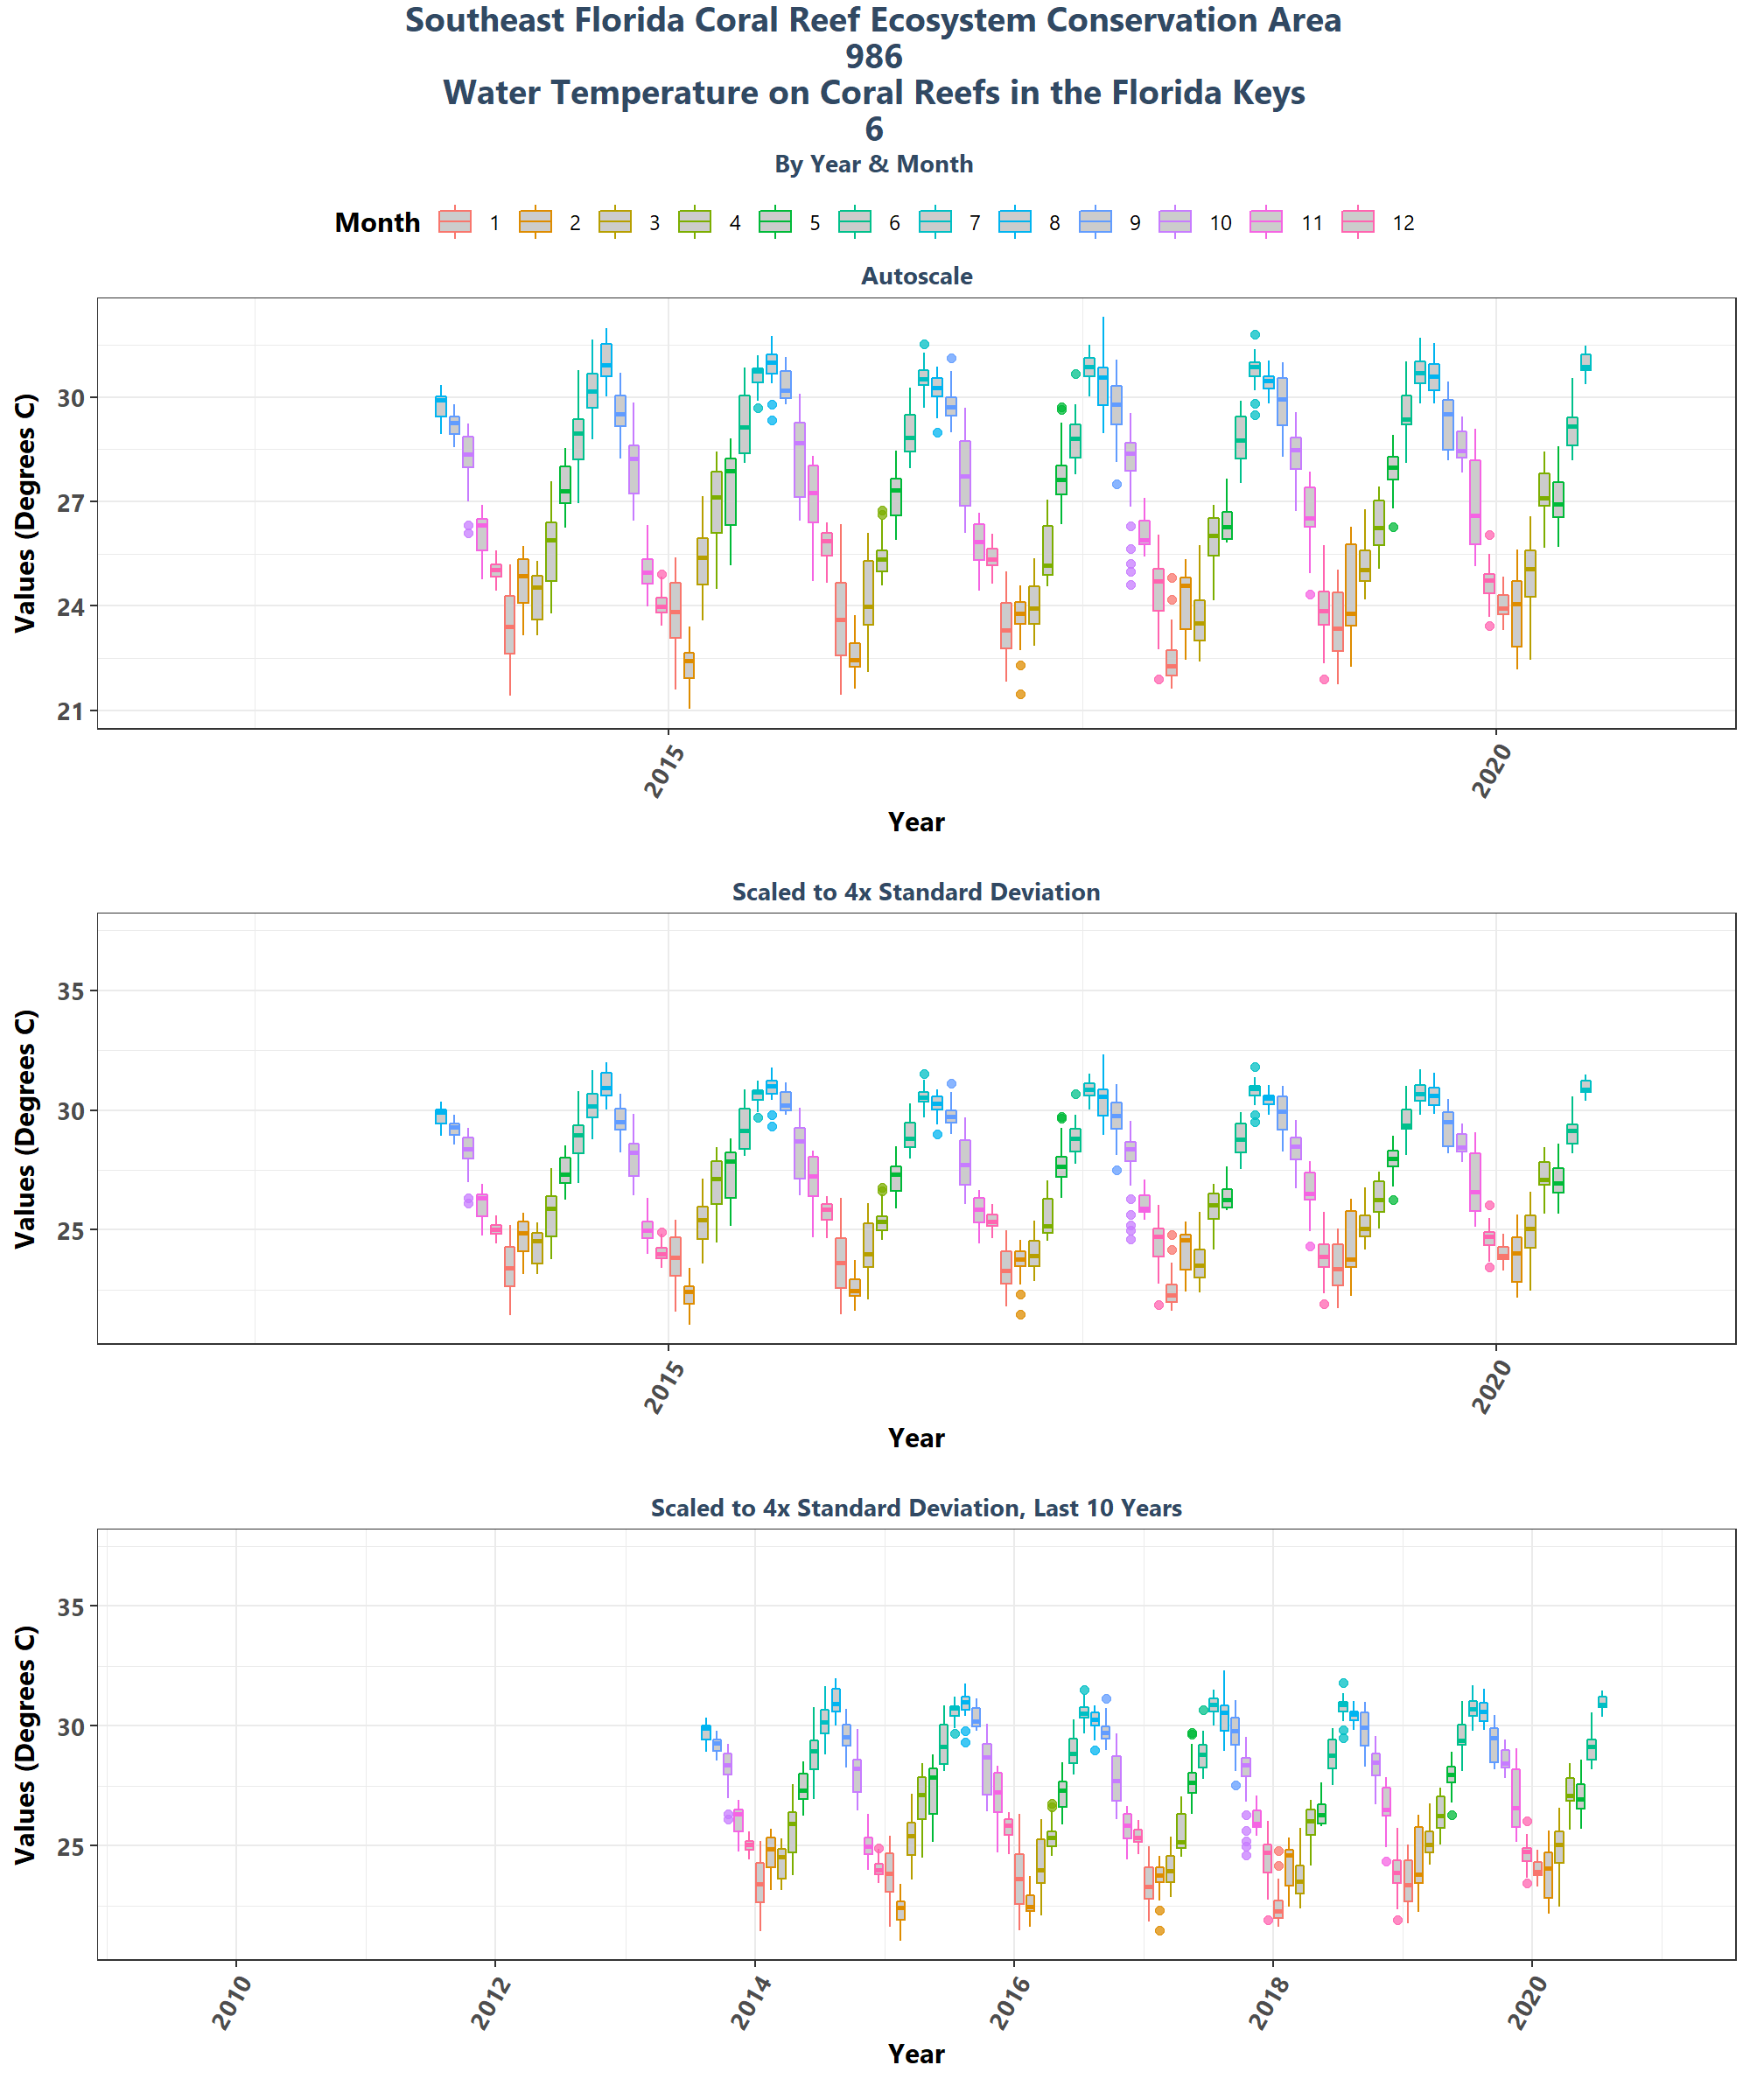 Southeast Florida Coral Reef Ecosystem Conservation Area
986
Water Temperature on Coral Reefs in the Florida Keys
6
By Year & Month
Month 1 2 3 4 5 6 7 8 9 10 11 12
Autoscale
Values (Degrees C)
30
27
24
21
2015 2020
Year
Scaled to 4x Standard Deviation
Values (Degrees C)
35
30
25
2015 2020
Year
Scaled to 4x Standard Deviation, Last 10 Years
Values (Degrees C)
35
30
25
2010 2012 2014 2016 2018 2020
Year